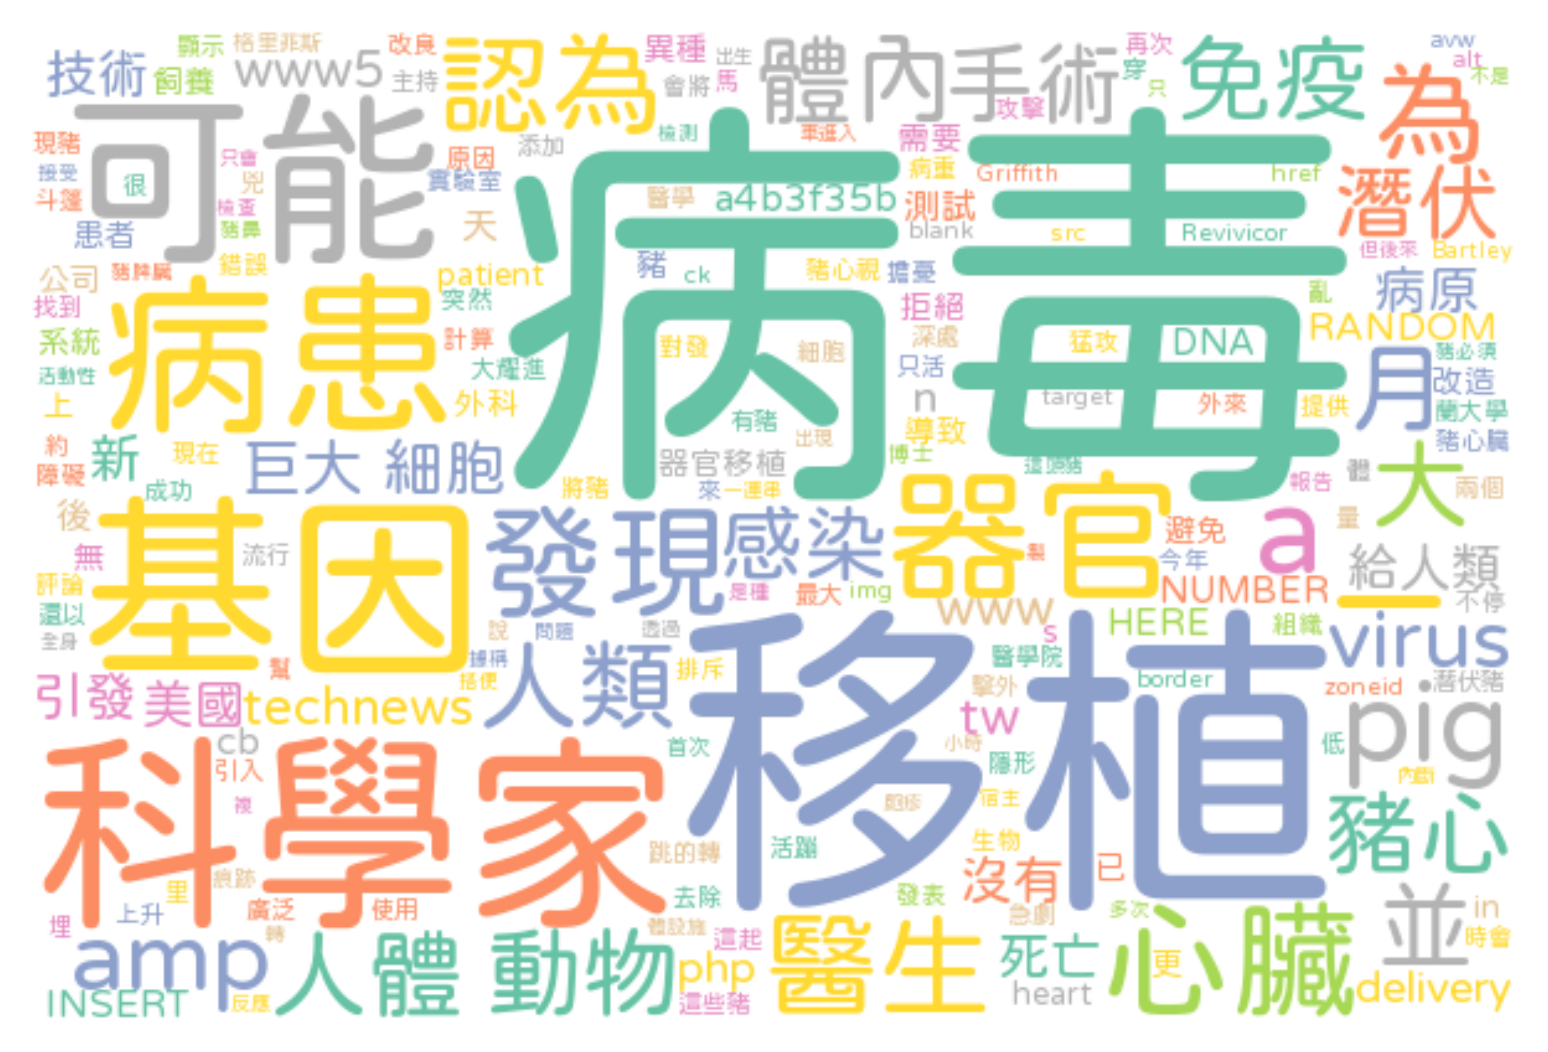 技術 顯示 格里菲斯 改良 認為 異種 出生 體內 手術 再次 免疫 avw
飼養 www5 主持 會將 馬 穿 只 alt 不是
可能 添加 檢測 攻擊 需要 為
現豬 只會 原因 軍進入 病重 Griffith href 潛伏
接受 很 兇 實驗室 醫學 a4b3f35b 測試
斗篷 檢查 病毒
患者 豬鼻 天 blank src Revivicor 但後來 Bartley
公司 豬脾臟 錯誤 patient 豬 ck 豬心視 擔憂 亂 病原
找到 突然 拒絕 RANDOM
系統 病患 計算 對發 細胞 深處 猛攻 DNA 豬必須
活動性 大耀進 只活 月 改造
上 外科 有豬 n target 外來 提供 蘭大學
約 新 現在 巨大 細胞 出現 導致 豬心臟
障礙 成功 將豬 器官移植 來 一連串 博士 這頭豬 報告 體 大 兩個
後 基因 發現 感染 器官 避免 a 量
無 流行 製 今年 給人類
評論 足種 最大 img NUMBER 一 不停
還以 www HERE 組織 virus
全身 說 問題 透過 s
幫 據稱 人類 排斥 移植 醫學院 border zoneid 潛伏豬
引發 美國 technews 括便 擊外 tw pig
cb 首次 小時 隱形 低
科學家 引入 內斷
複 宿主 豬心
痕跡 跳的轉 活蹦 生物
里 去除 發表 沒有 已
埋 上升 廣泛 轉 使用 體設施 急劇 多次 並 in
amp 人體 動物 這起 醫生 死亡 心臟 更 時會
INSERT 反應 php 這些豬 heart delivery